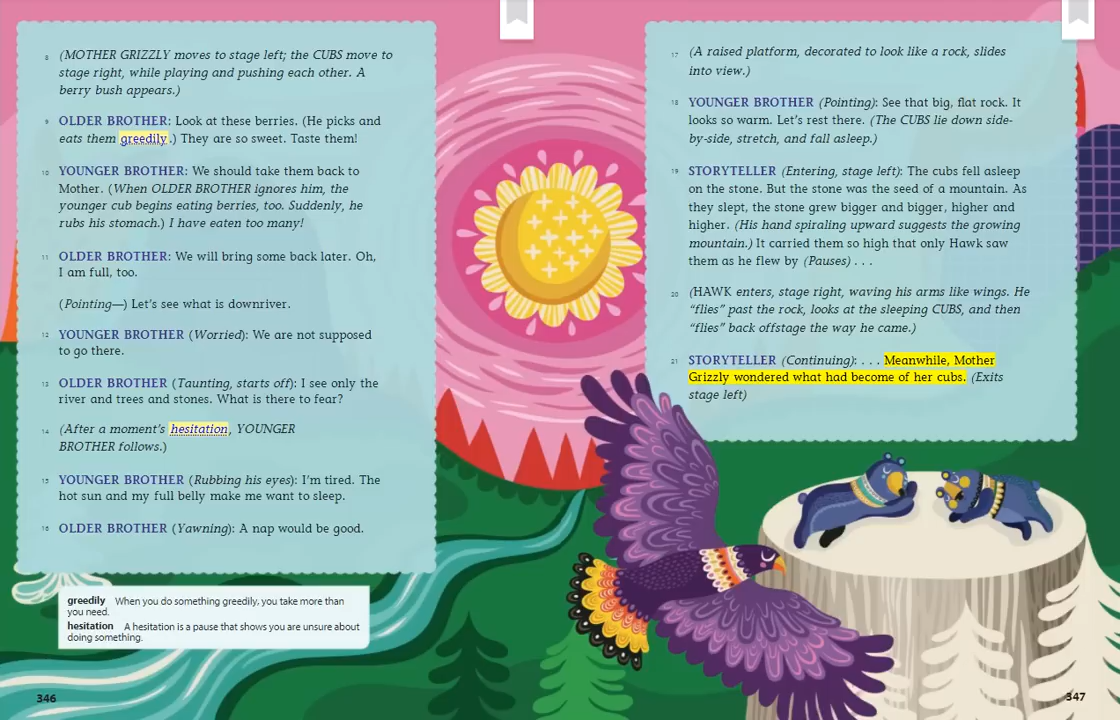 8 (MOTHER GRIZZLY moves to stage left; the CUBS move to
stage right, while playing and pushing each other. A
berry bush appears.)
9 OLDER BROTHER: Look at these berries. (He picks and
eats them greedily.) They are so sweet. Taste them!
10 YOUNGER BROTHER: We should take them back to
Mother. (When OLDER BROTHER ignores him, the
younger cub begins eating berries, too. Suddenly, he
rubs his stomach.) I have eaten too many!
11 OLDER BROTHER: We will bring some back later. Oh,
I am full, too.
(Pointing—) Let's see what is downriver.
12 YOUNGER BROTHER (Worried): We are not supposed
to go there.
13 OLDER BROTHER (Taunting, starts off): I see only the
river and trees and stones. What is there to fear?
14 (After a moment's hesitation, YOUNGER
BROTHER follows.)
15 YOUNGER BROTHER (Rubbing his eyes): I'm tired. The
hot sun and my full belly make me want to sleep.
16 OLDER BROTHER (Yawning): A nap would be good.
greedily When you do something greedily, you take more than
you need.
hesitation A hesitation is a pause that shows you are unsure about
doing something.
346
17 (A raised platform, decorated to look like a rock, slides
into view.)
18 YOUNGER BROTHER (Pointing): See that big, flat rock. It
looks so warm. Let's rest there. (The CUBS lie down side-
by-side, stretch, and fall asleep.)
19 STORYTELLER (Entering, stage left): The cubs fell asleep
on the stone. But the stone was the seed of a mountain. As
they slept, the stone grew bigger and bigger, higher and
higher. (His hand spiraling upward suggests the growing
mountain.) It carried them so high that only Hawk saw
them as he flew by (Pauses) . . .
20 (HAWK enters, stage right, waving his arms like wings. He
"flies" past the rock, looks at the sleeping CUBS, and then
"flies" back offstage the way he came.)
21 STORYTELLER (Continuing): . . . Meanwhile, Mother
Grizzly wondered what had become of her cubs. (Exits
stage left)
347